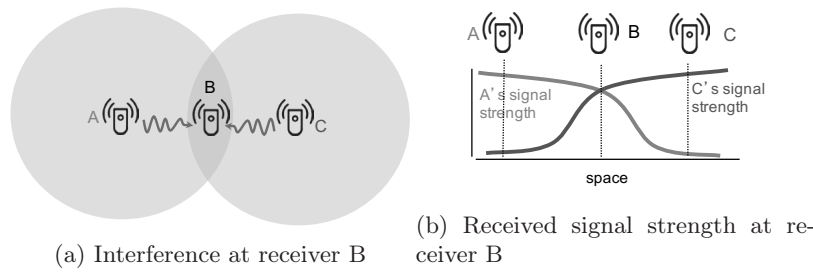 A
B
C
(a) Interference at receiver B
A
B
C
A's signal
strength
C's signal
strength
space
(b) Received signal strength at re-
ceiver B